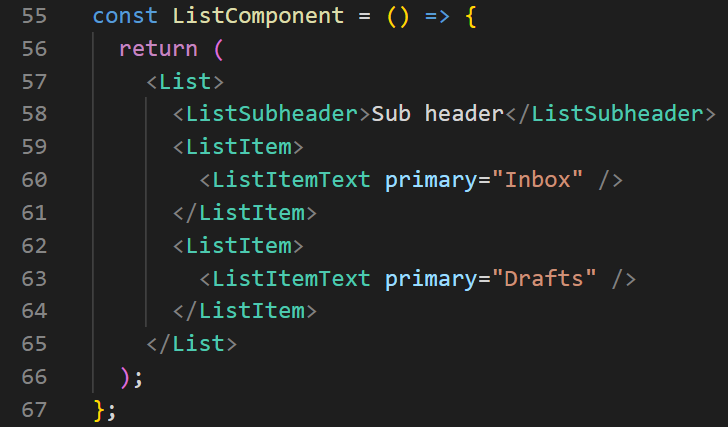 55 const ListComponent = () => {
56   return (
57     <List>
58       <ListSubheader>Sub header</ListSubheader>
59       <ListItem>
60         <ListItemText primary="Inbox" />
61       </ListItem>
62       <ListItem>
63         <ListItemText primary="Drafts" />
64       </ListItem>
65     </List>
66   );
67 };